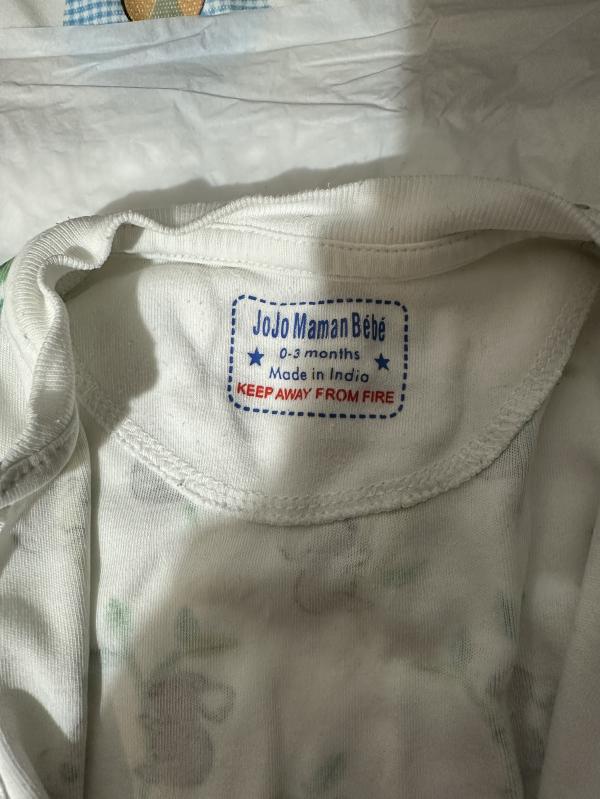 JoJo Maman Bébé
0-3 months
Made in India
KEEP AWAY FROM FIRE